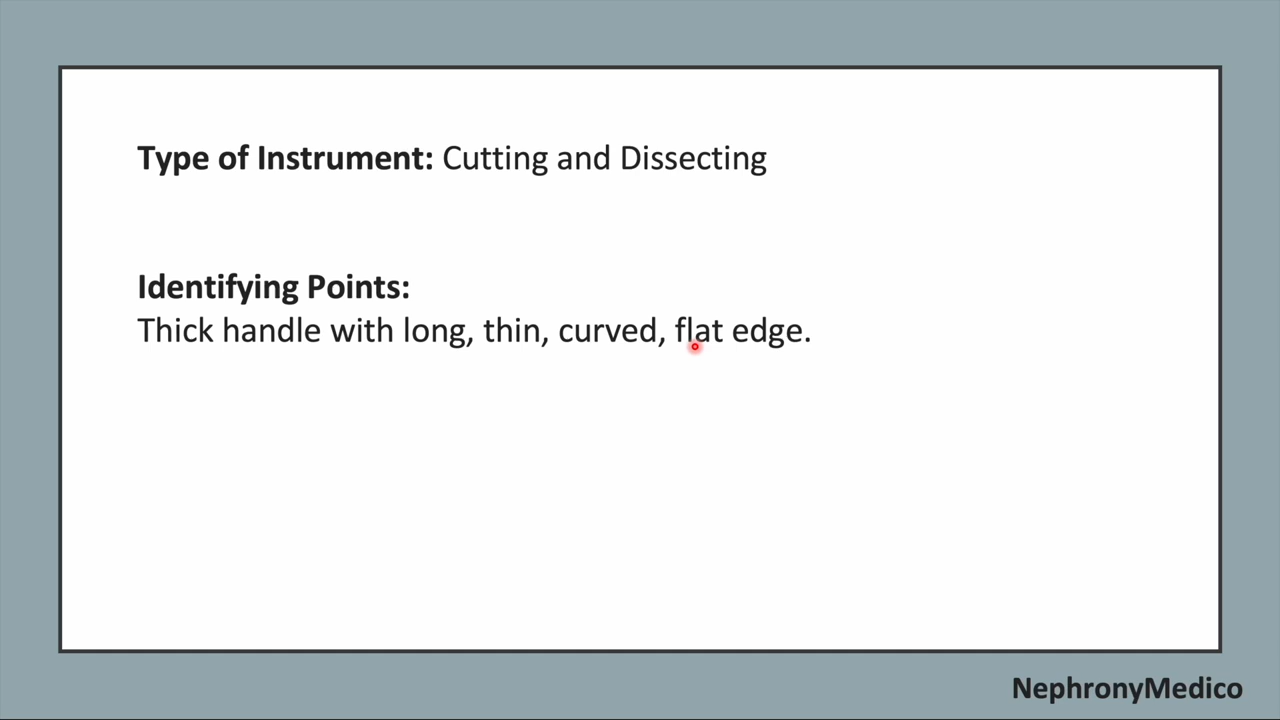 Type of Instrument: Cutting and Dissecting
Identifying Points:
Thick handle with long, thin, curved, flat edge.
NephronyMedico